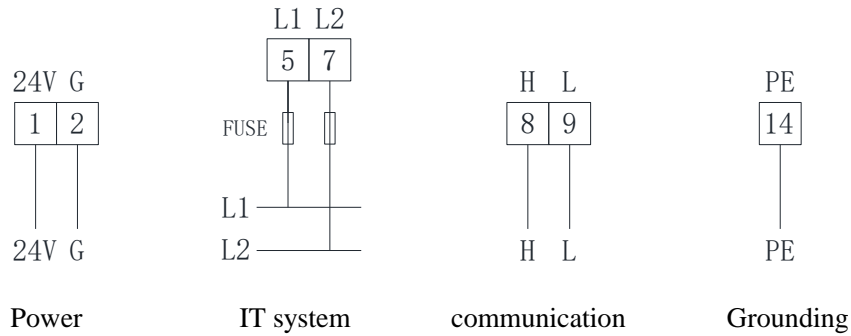 L1 L2
5 7
24V G
H L
PE
1 2
FUSE
8 9
14
L1
L2
24V G
H L
PE
Power
IT system
communication
Grounding